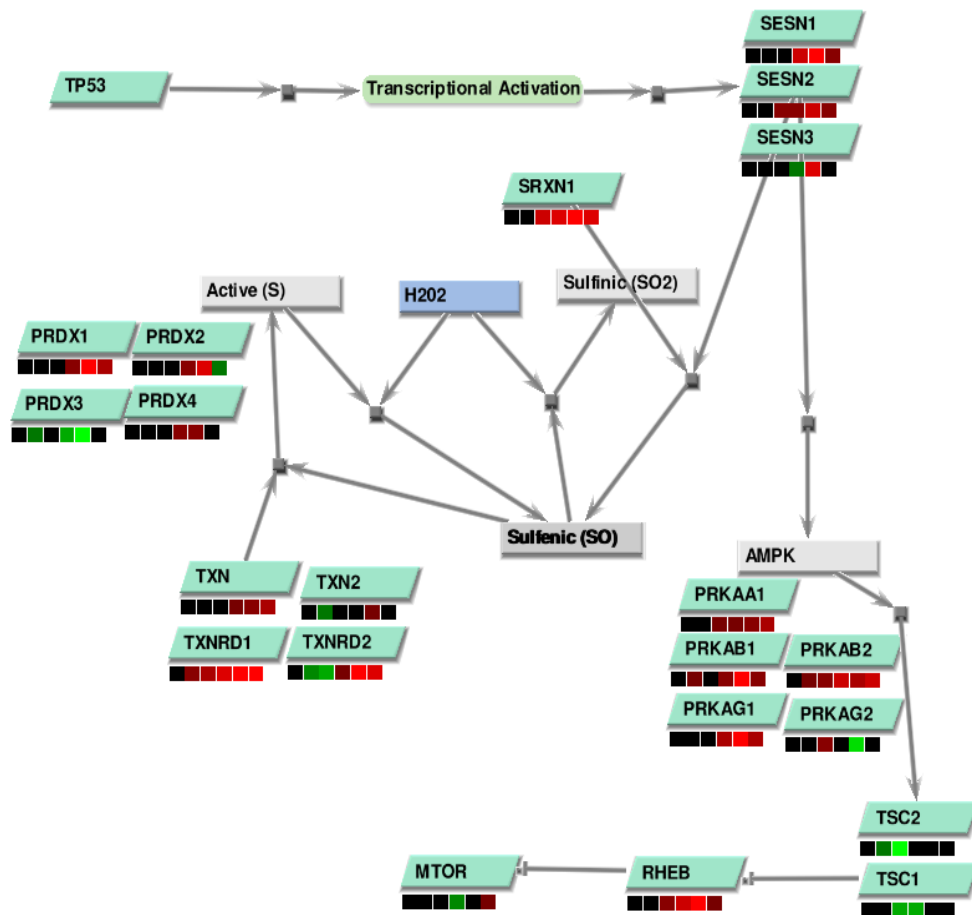 SESN1
TP53
Transcriptional Activation
SESN2
SESN3
SRXN1
Active (S)
H202
Sulfinic (SO2)
PRDX1
PRDX2
PRDX3
PRDX4
Sulfenic (SO)
AMPK
TXN
TXN2
PRKAA1
TXNRD1
TXNRD2
PRKAB1
PRKAB2
PRKAG1
PRKAG2
TSC2
MTOR
RHEB
TSC1